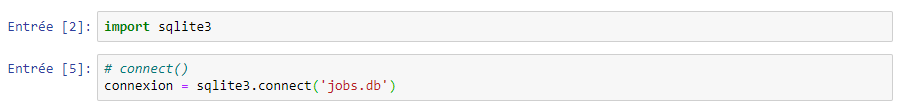 Entrée [2]: import sqlite3
Entrée [5]: # connect()
connexion = sqlite3.connect('jobs.db')